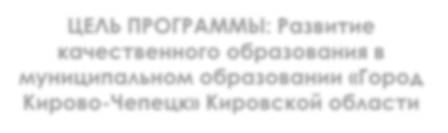 ЦЕЛЬ ПРОГРАММЫ: Развитие
качественного образования в
муниципальном образовании «Город
Кирово-Чепецк» Кировской области